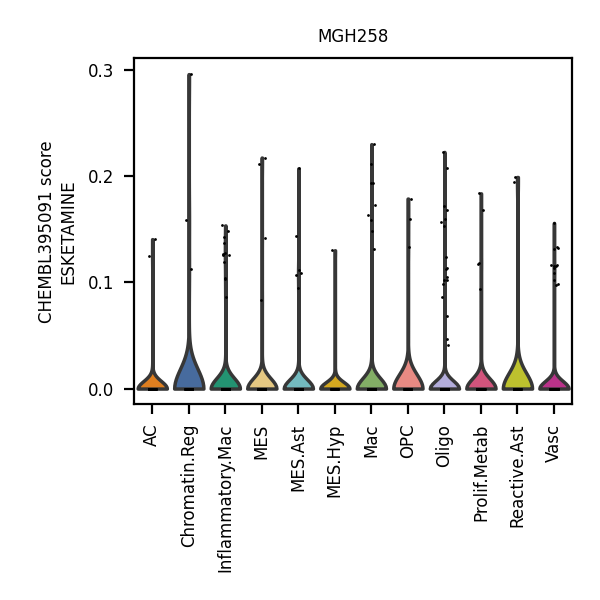 MGH258
CHEMBL395091 score
ESKETAMINE
0.3
0.2
0.1
0.0
AC
Chromatin.Reg
Inflammatory.Mac
MES
MES.Ast
MES.Hyp
Mac
OPC
Oligo
Prolif.Metab
Reactive.Ast
Vasc